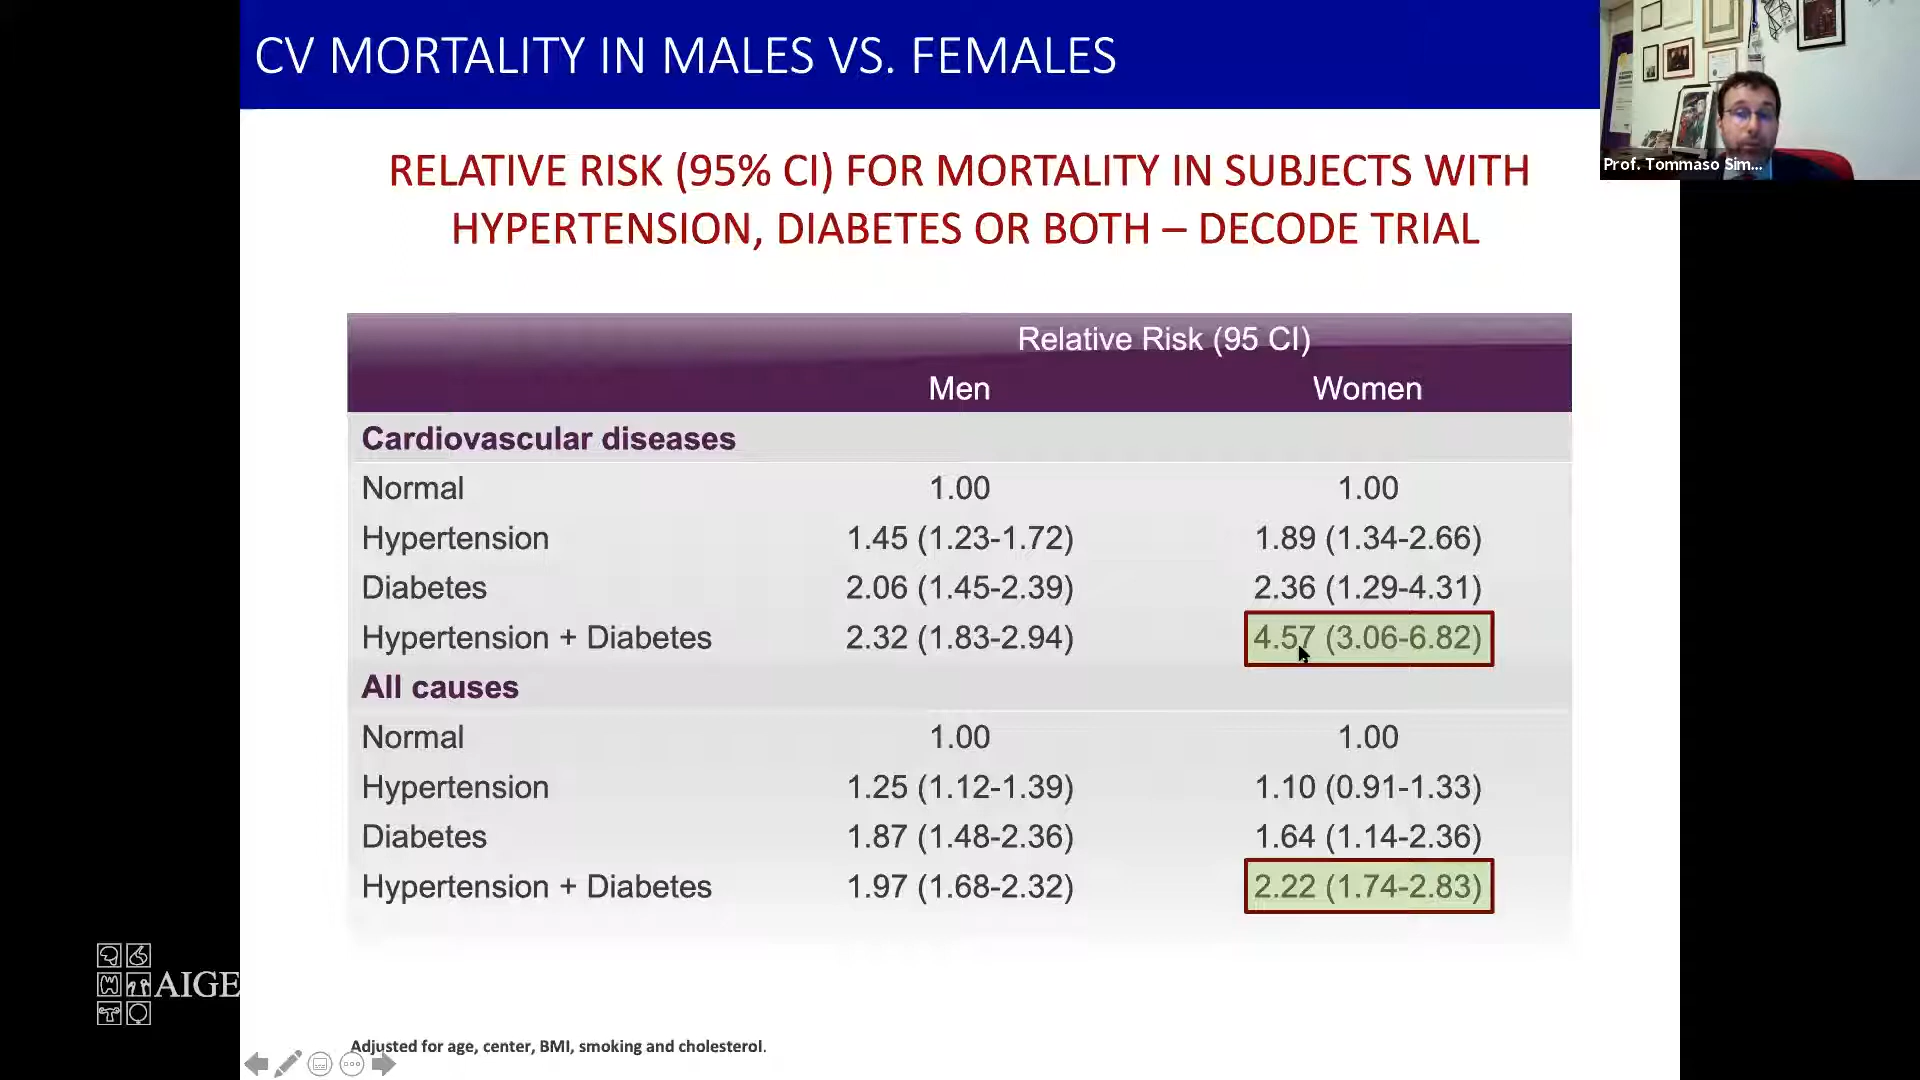 CV MORTALITY IN MALES VS. FEMALES
Prof. Tommaso Sim...
RELATIVE RISK (95% CI) FOR MORTALITY IN SUBJECTS WITH
HYPERTENSION, DIABETES OR BOTH – DECODE TRIAL
Relative Risk (95 CI)
Men Women
Cardiovascular diseases
Normal 1.00 1.00
Hypertension 1.45 (1.23-1.72) 1.89 (1.34-2.66)
Diabetes 2.06 (1.45-2.39) 2.36 (1.29-4.31)
Hypertension + Diabetes 2.32 (1.83-2.94) 4.57 (3.06-6.82)
All causes
Normal 1.00 1.00
Hypertension 1.25 (1.12-1.39) 1.10 (0.91-1.33)
Diabetes 1.87 (1.48-2.36) 1.64 (1.14-2.36)
Hypertension + Diabetes 1.97 (1.68-2.32) 2.22 (1.74-2.83)
AIGE
Adjusted for age, center, BMI, smoking and cholesterol.